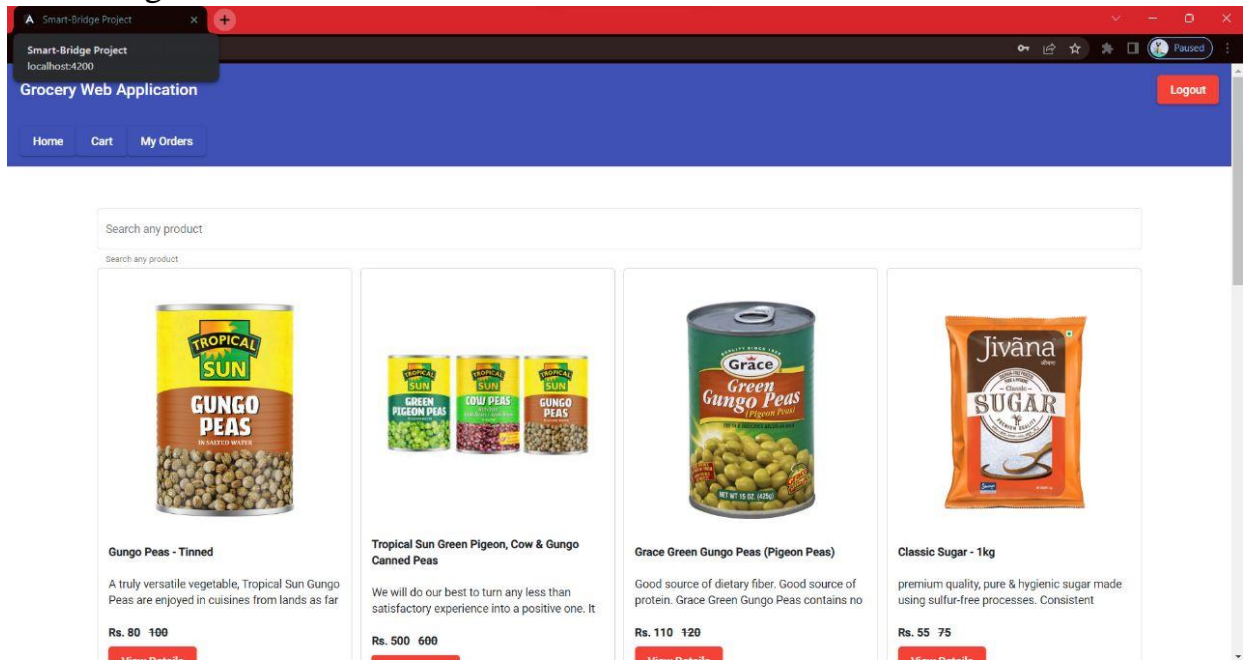 Smart-Bridge Project
Smart-Bridge Project
localhost:4200
Paused
Grocery Web Application
Logout
Home Cart My Orders
Search any product
Search any product
TROPICAL
SUN
GUNGO
PEAS
IN SALTED WATER
TROPICAL
SUN
GREEN
PIGEON PEAS
TROPICAL
SUN
COW PEAS
TROPICAL
SUN
GUNGO
PEAS
Grace
Green
Gungo Peas
(Pigeon Peas)
NET WT 15 OZ. (425g)
Jivāna
Classic
SUGAR
Gungo Peas - Tinned
A truly versatile vegetable, Tropical Sun Gungo
Peas are enjoyed in cuisines from lands as far
Rs. 80 100
View Details
Tropical Sun Green Pigeon, Cow & Gungo
Canned Peas
We will do our best to turn any less than
satisfactory experience into a positive one. It
Rs. 500 600
Grace Green Gungo Peas (Pigeon Peas)
Good source of dietary fiber. Good source of
protein. Grace Green Gungo Peas contains no
Rs. 110 120
View Details
Classic Sugar - 1kg
premium quality, pure & hygienic sugar made
using sulfur-free processes. Consistent
Rs. 55 75
View Details